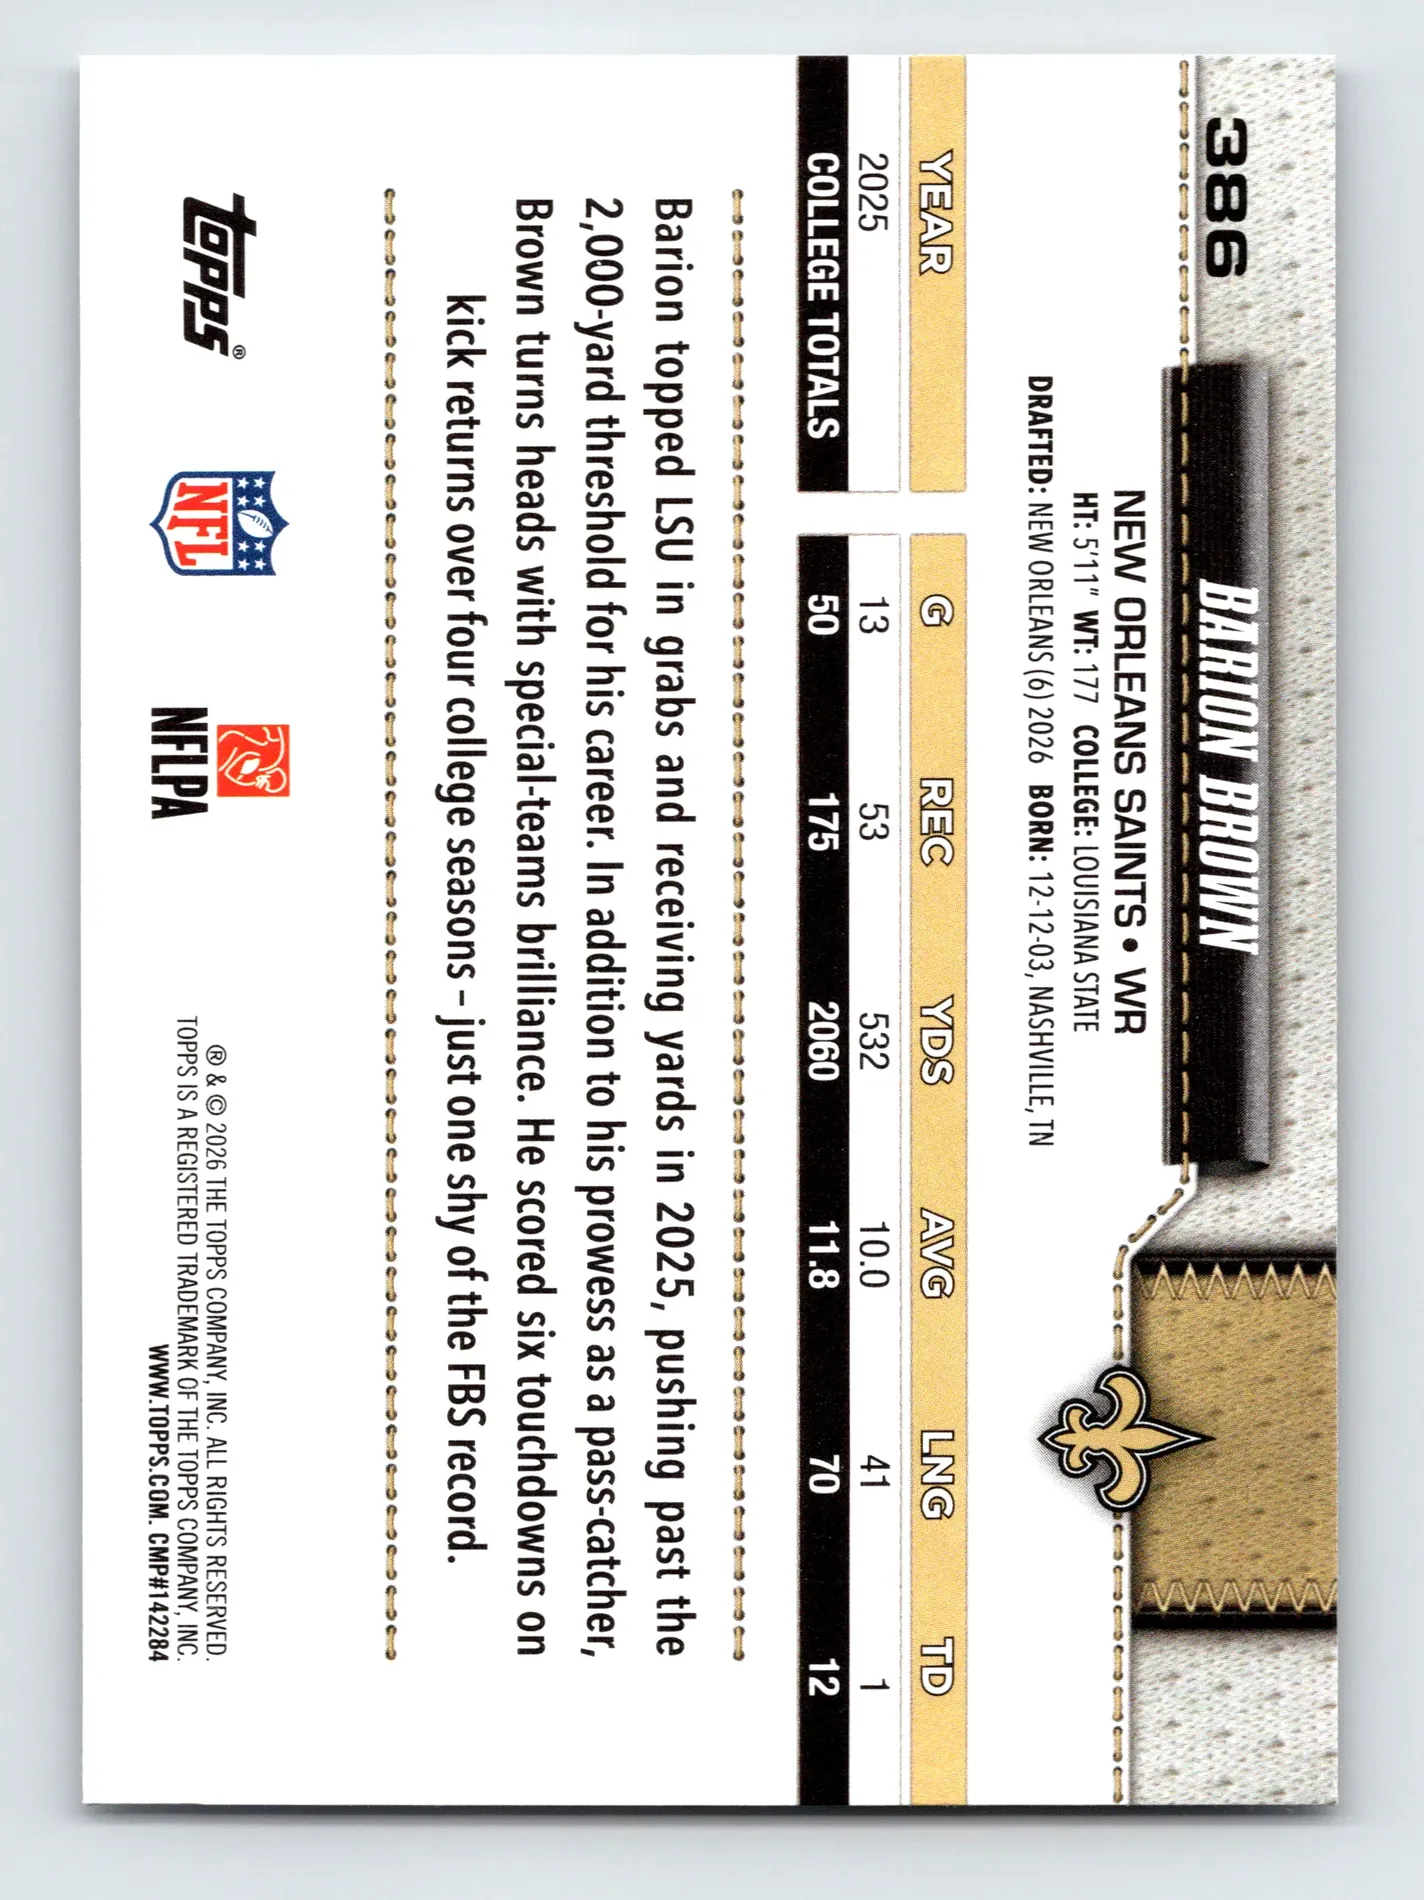 386
BARION BROWN
NEW ORLEANS SAINTS • WR
HT: 5'11" WT: 177 COLLEGE: LOUISIANA STATE
DRAFTED: NEW ORLEANS (6) 2026 BORN: 12-12-03, NASHVILLE, TN
YEAR G REC YDS AVG LNG TD
2025 13 53 532 10.0 41 1
COLLEGE TOTALS 50 175 2060 11.8 70 12
Barion topped LSU in grabs and receiving yards in 2025, pushing past the
2,000-yard threshold for his career. In addition to his prowess as a pass-catcher,
Brown turns heads with special-teams brilliance. He scored six touchdowns on
kick returns over four college seasons – just one shy of the FBS record.
topps®
NFL
NFLPA
® & © 2026 THE TOPPS COMPANY, INC. ALL RIGHTS RESERVED.
TOPPS IS A REGISTERED TRADEMARK OF THE TOPPS COMPANY, INC.
WWW.TOPPS.COM. CMP#142284